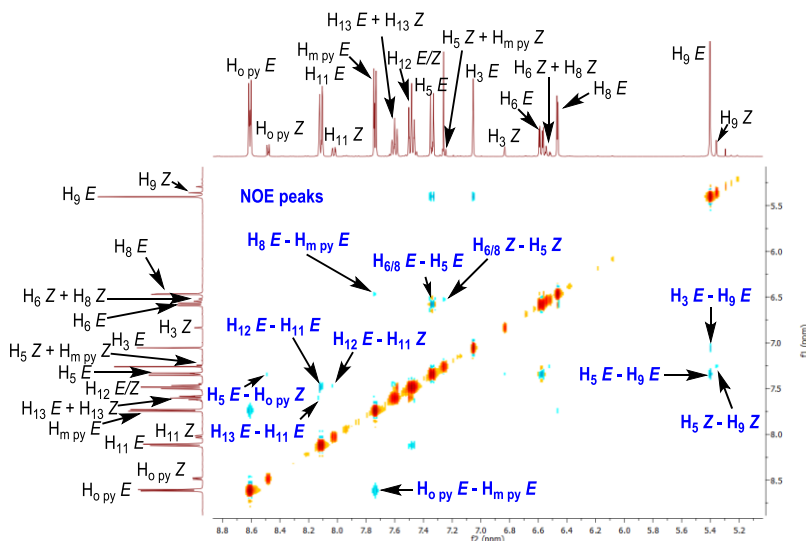 H13 E + H13 Z
H5 Z + Hm py Z
Hm py E
H12 E/Z
H6 Z + H8 Z
H9 E
Ho py E
H11 E
H5 E
H3 E
H6 E
H8 E
Ho py Z
H11 Z
H3 Z
H9 Z
H9 Z
H9 E
NOE peaks
H8 E
H8 E - Hm py E
H6/8 E - H5 E
H6/8 Z - H5 Z
H6 Z + H8 Z
H6 E
H3 Z
H3 E
H12 E - H11 E
H12 E - H11 Z
H3 E - H9 E
H5 Z + Hm py Z
H5 E
H12 E/Z
H5 E - Ho py Z
H5 E - H9 E
H13 E + H13 Z
Hm py E
H13 E - H11 E
H5 Z - H9 Z
H11 Z
H11 E
Ho py Z
Ho py E
Ho py E - Hm py E
5.5
6.0
6.5
7.0
7.5
8.0
8.5
f1 (ppm)
8.8 8.6 8.4 8.2 8.0 7.8 7.6 7.4 7.2 7.0 6.8 6.6 6.4 6.2 6.0 5.8 5.6 5.4 5.2
f2 (ppm)